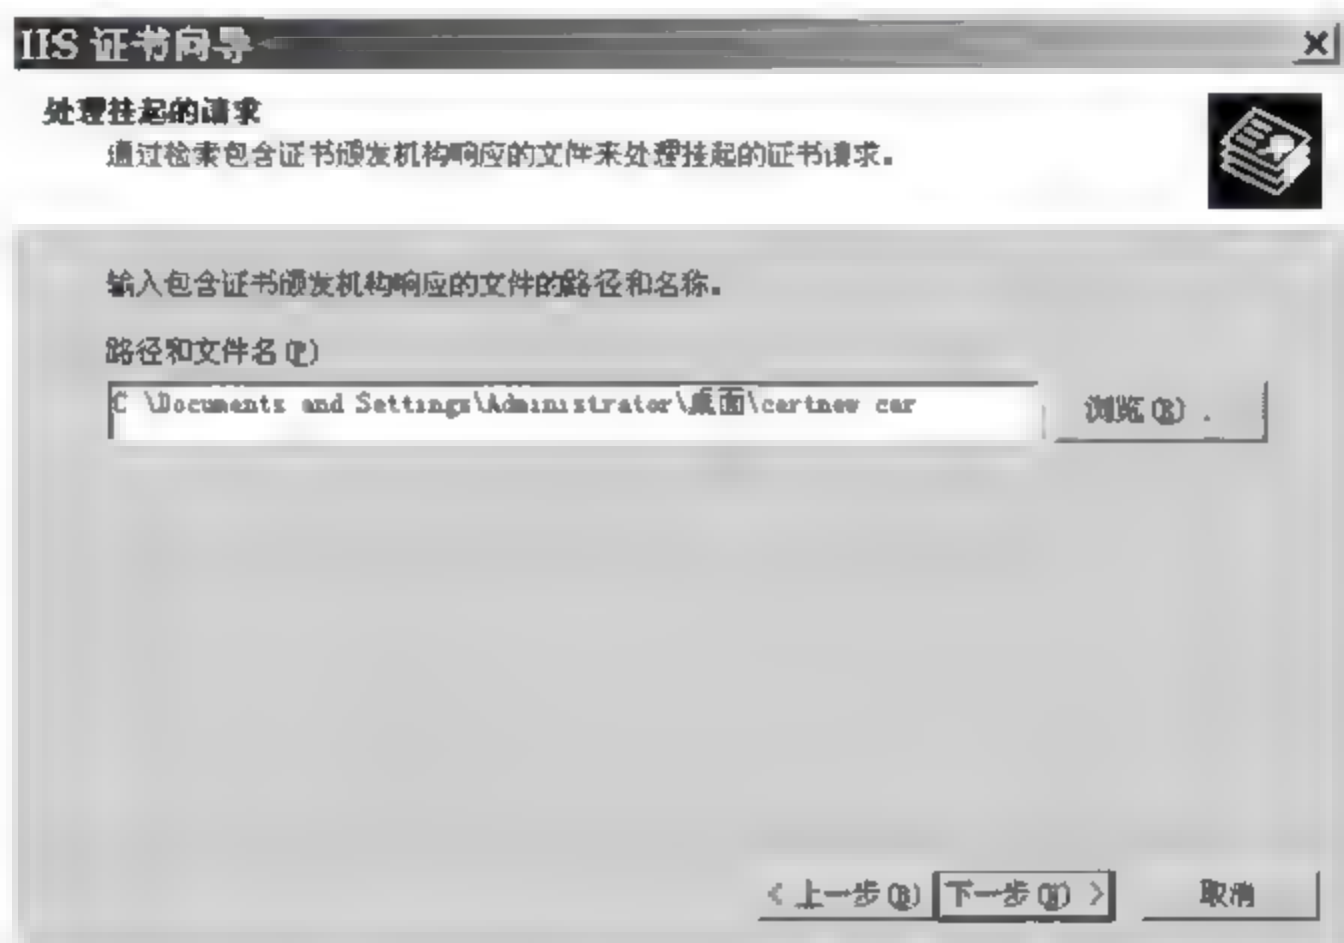 IIS 证书向导
处理挂起的请求
通过检索包含证书颁发机构响应的文件来处理挂起的证书请求。
输入包含证书颁发机构响应的文件的路径和名称。
路径和文件名(P)
C \Documents and Settings\Administrator\桌面\certnew cer
浏览(R) .
< 上一步(B) 下一步(N) > 取消